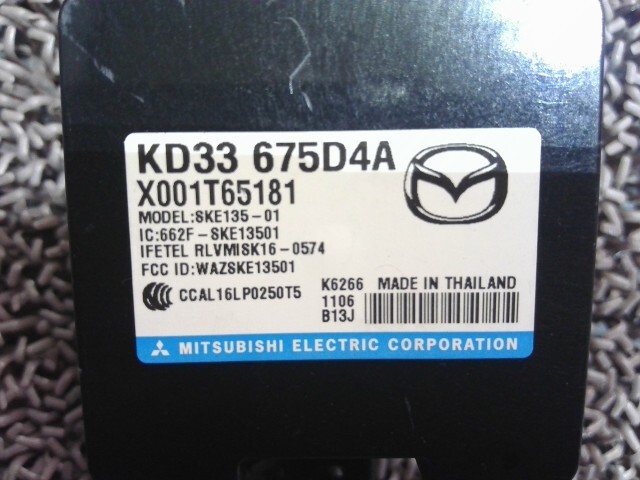 KD33 675D4A
X001T65181
MODEL:SKE135-01
IC:662F-SKE13501
IFETEL RLVMISK16-0574
FCC ID:WAZSKE13501
CCAL16LP0250T5
K6266 MADE IN THAILAND
1106
B13J
MITSUBISHI ELECTRIC CORPORATION